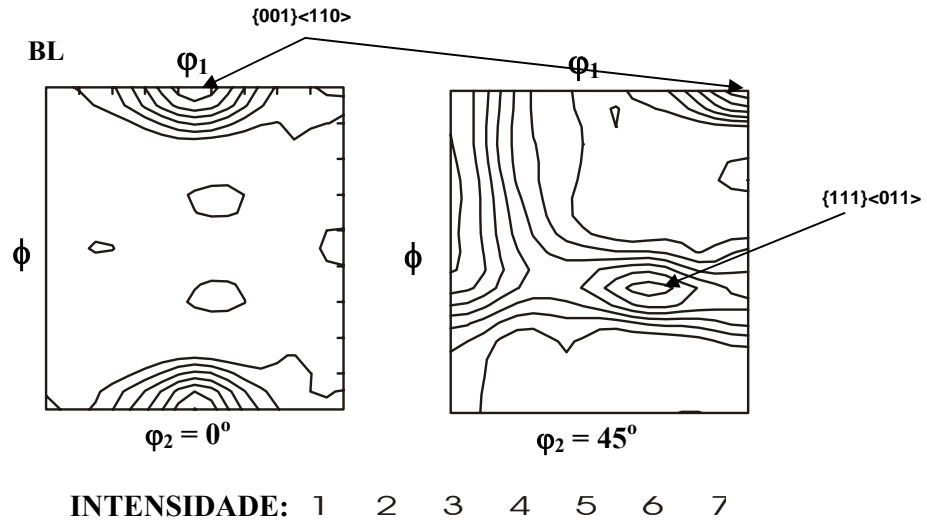 {001}<110>
BL
φ1
φ1
{111}<011>
ϕ
ϕ
φ2 = 0º
φ2 = 45º
INTENSIDADE: 1 2 3 4 5 6 7